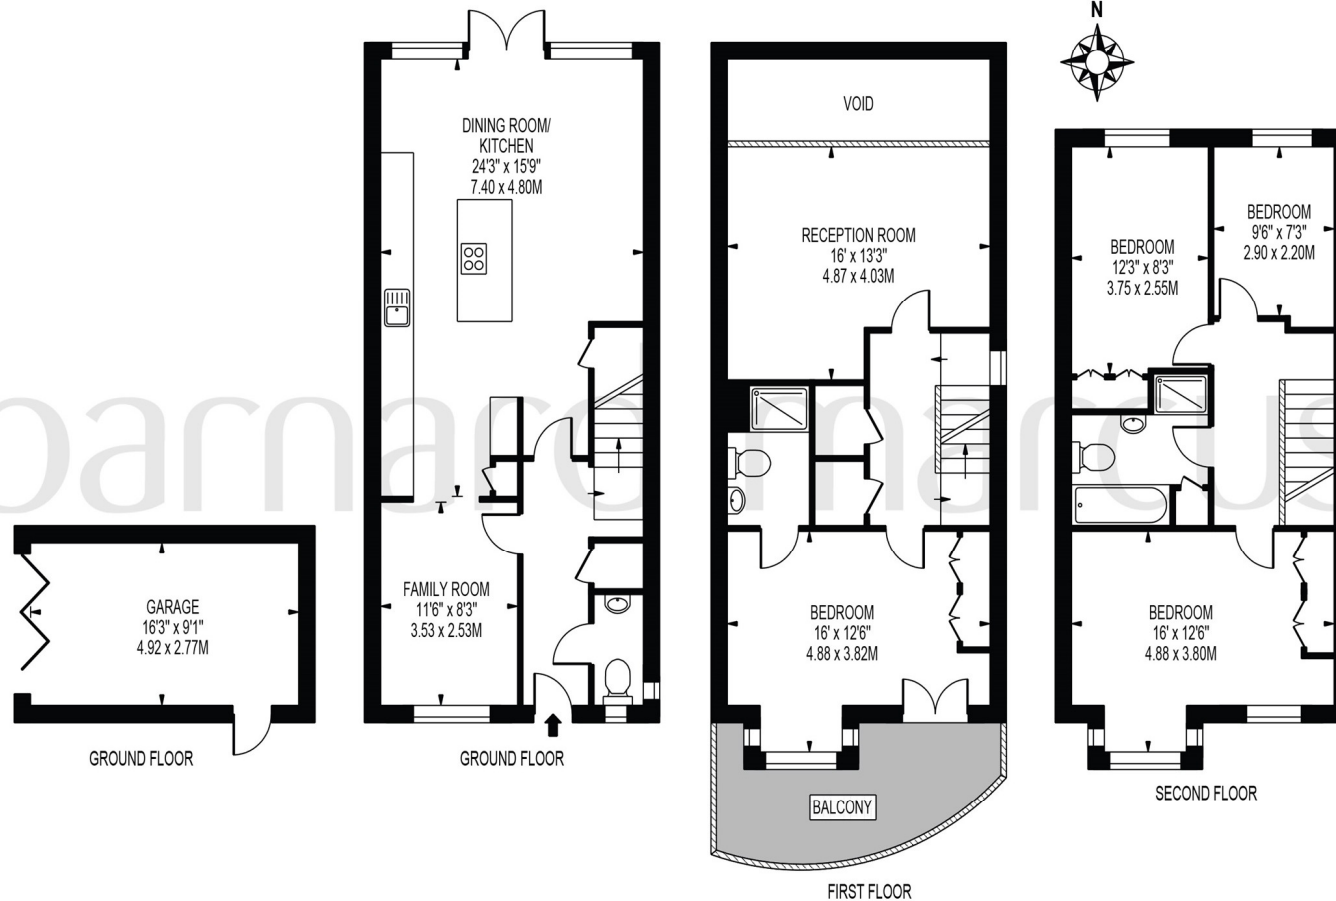 N
DINING ROOM/
KITCHEN
24'3" x 15'9"
7.40 x 4.80M
VOID
RECEPTION ROOM
16' x 13'3"
4.87 x 4.03M
BEDROOM
12'3" x 8'3"
3.75 x 2.55M
BEDROOM
9'6" x 7'3"
2.90 x 2.20M
barnard marcus
GARAGE
16'3" x 9'1"
4.92 x 2.77M
FAMILY ROOM
11'6" x 8'3"
3.53 x 2.53M
BEDROOM
16' x 12'6"
4.88 x 3.82M
BEDROOM
16' x 12'6"
4.88 x 3.80M
GROUND FLOOR
GROUND FLOOR
BALCONY
SECOND FLOOR
FIRST FLOOR